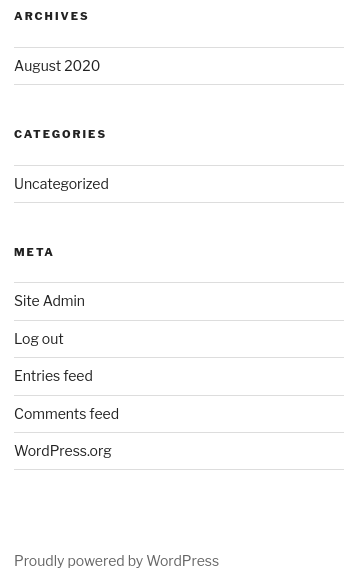 ARCHIVES
August 2020
CATEGORIES
Uncategorized
META
Site Admin
Log out
Entries feed
Comments feed
WordPress.org
Proudly powered by WordPress